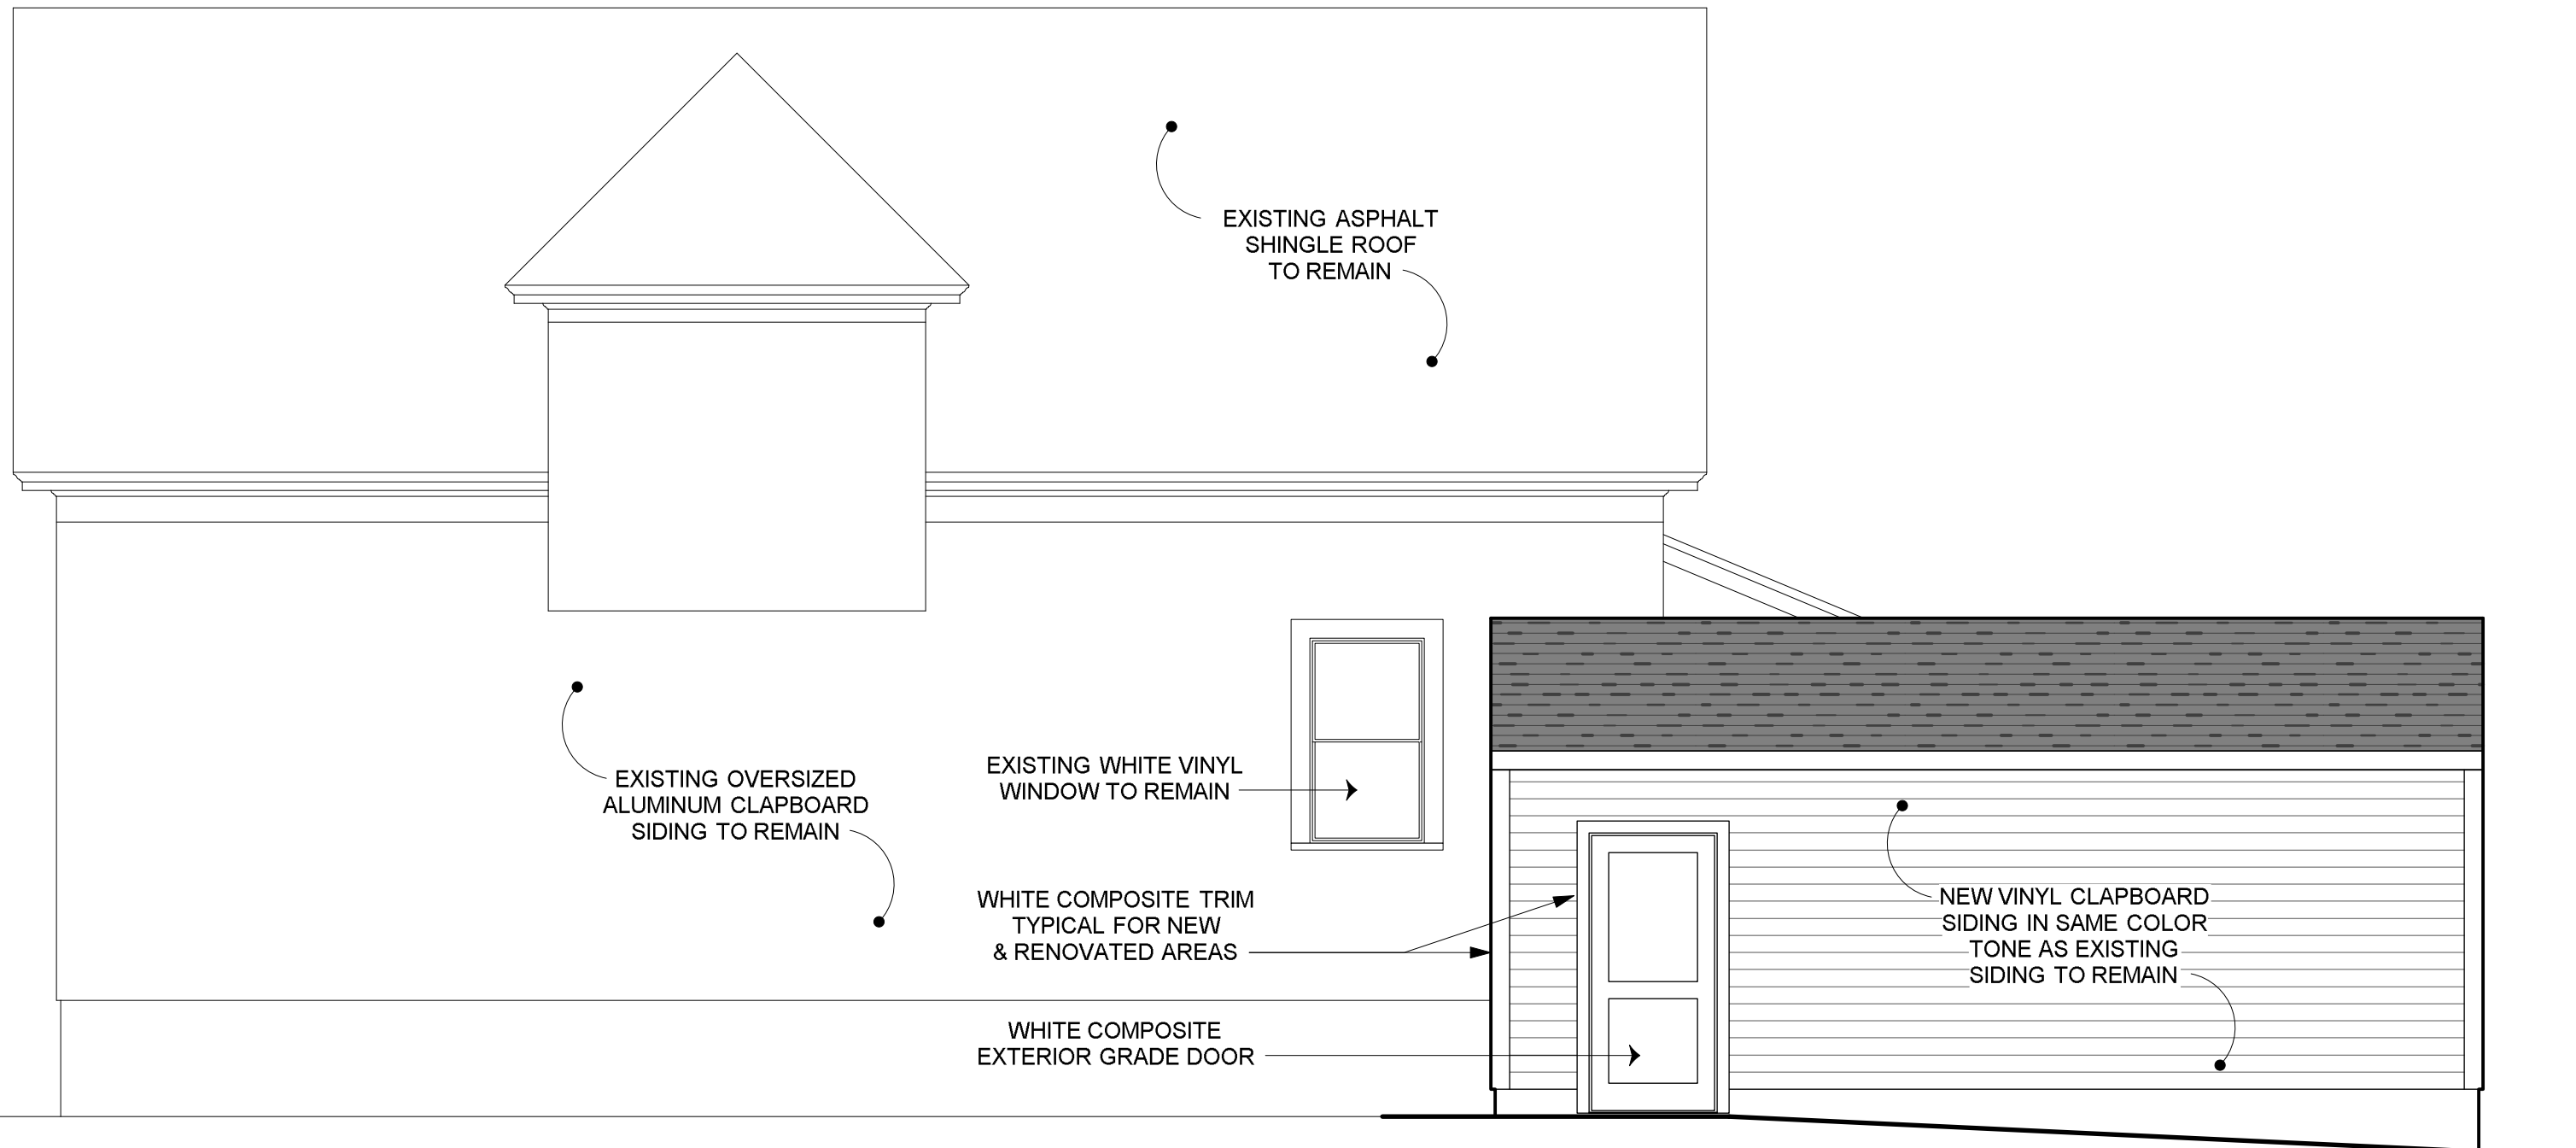 EXISTING ASPHALT
SHINGLE ROOF
TO REMAIN
EXISTING OVERSIZED
ALUMINUM CLAPBOARD
SIDING TO REMAIN
EXISTING WHITE VINYL
WINDOW TO REMAIN
WHITE COMPOSITE TRIM
TYPICAL FOR NEW
& RENOVATED AREAS
WHITE COMPOSITE
EXTERIOR GRADE DOOR
NEW VINYL CLAPBOARD
SIDING IN SAME COLOR
TONE AS EXISTING
SIDING TO REMAIN